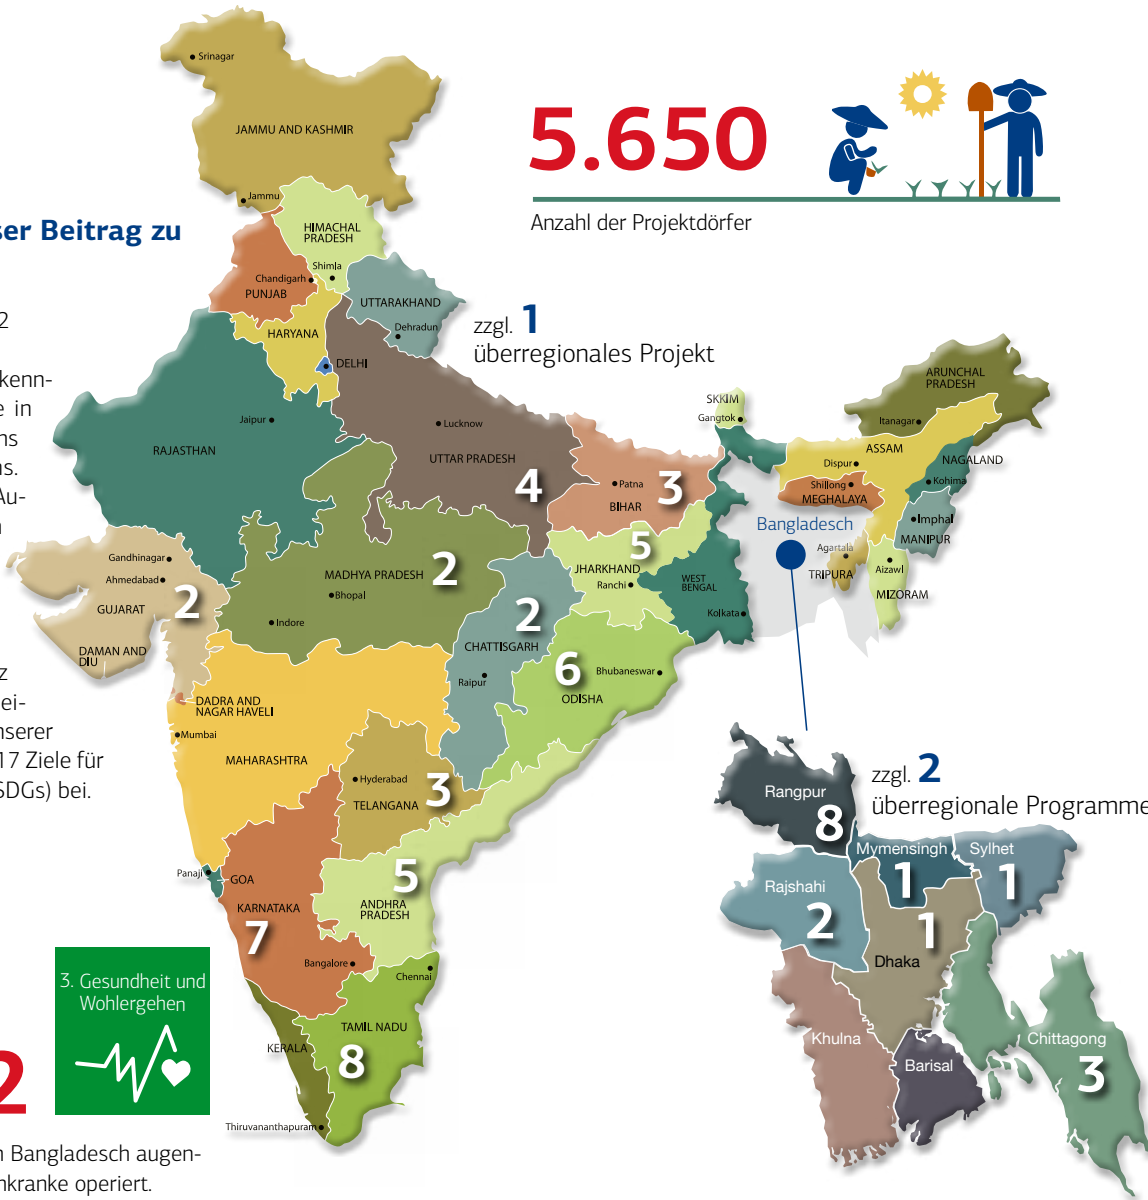 Srinagar
JAMMU AND KASHMIR
Jammu
5.650
Anzahl der Projektdörfer
ser Beitrag zu
HIMACHAL
PRADESH
Shimla
Chandigarh
PUNJAB
UTTARAKHAND
Dehradun
HARYANA
DELHI
zzgl. 1
überregionales Projekt
2
kenn-
e in
ns
ns.
Au-
n
RAJASTHAN
Jaipur
Lucknow
UTTAR PRADESH
4
SKKIM
Gangtok
ARUNCHAL
PRADESH
Itanagar
ASSAM
Dispur
NAGALAND
Kohima
Shillong
MEGHALAYA
Imphal
MANIPUR
Patna
3
BIHAR
Bangladesch
Agartala
TRIPURA
Aizawl
MIZORAM
Gandhinagar
Ahmedabad
GUJARAT
2
DAMAN AND
DIU
MADHYA PRADESH
2
Bhopal
Indore
5
JHARKHAND
Ranchi
WEST
BENGAL
Kolkata
2
CHATTISGARH
Raipur
6
Bhubaneswar
ODISHA
z
ei-
nserer
17 Ziele für
SDGs) bei.
DADRA AND
NAGAR HAVELI
Mumbai
MAHARASHTRA
Hyderabad
TELANGANA
3
Panaji
GOA
KARNATAKA
7
Bangalore
5
ANDHRA
PRADESH
Chennai
TAMIL NADU
8
KERALA
Thiruvananthapuram
zzgl. 2
überregionale Programme
Rangpur
8
Mymensingh
1
Sylhet
1
Rajshahi
2
1
Dhaka
Khulna
Barisal
Chittagong
3
3. Gesundheit und
Wohlergehen
2
n Bangladesch augen-
nkranke operiert.